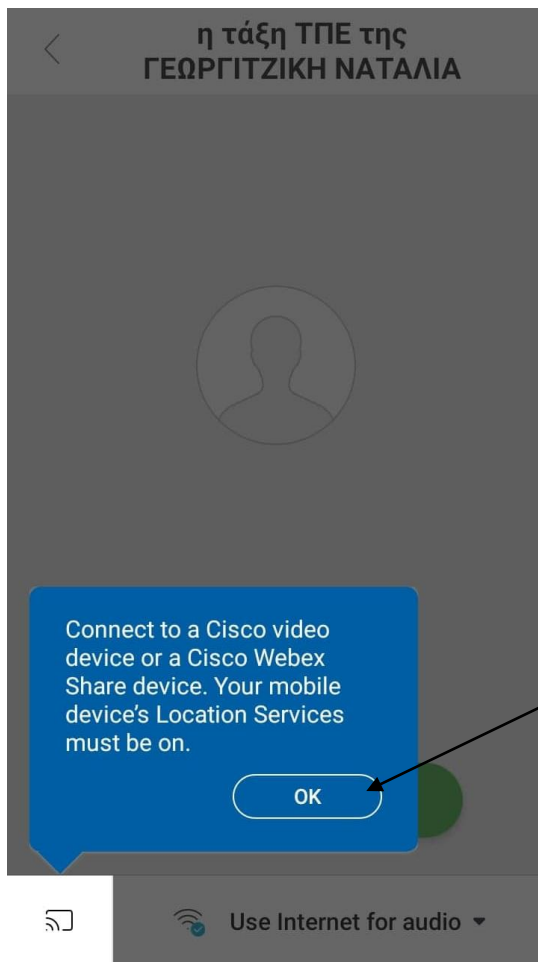 η τάξη ΤΠΕ της
ΓΕΩΡΓΙΤΖΙΚΗ ΝΑΤΑΛΙΑ
Connect to a Cisco video
device or a Cisco Webex
Share device. Your mobile
device's Location Services
must be on.
OK
Use Internet for audio